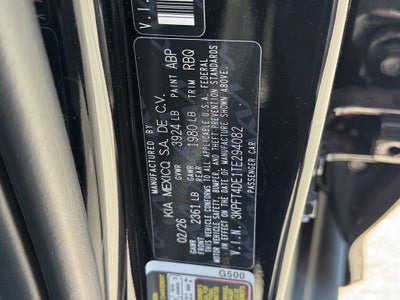 V.I.
MANUFACTURED BY
KIA MEXICO, S.A. DE C.V.
GVWR 3924 LB PAINT ABP
02/26 GAWR FRONT 2361 LB GAWR REAR 1980 LB TRIM RBQ
THIS VEHICLE CONFORMS TO ALL APPLICABLE U.S.A. FEDERAL
MOTOR VEHICLE SAFETY, BUMPER, AND THEFT PREVENTION STANDARDS
IN EFFECT ON THE DATE OF MANUFACTURE SHOWN ABOVE.
V.I.N. 3KPFT4DE1TE294082
PASSENGER CAR
G500